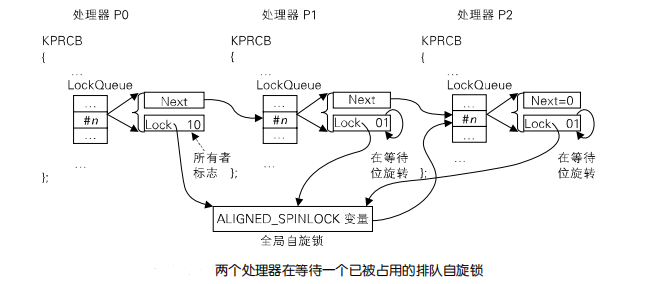 处理器 P0 处理器 P1 处理器 P2
KPRCB KPRCB KPRCB
{ { {
... ... ...
LockQueue LockQueue LockQueue
... Next ... Next ... Next=0
#n #n #n
... Lock 10 ... Lock 01 ... Lock 01
... 所有者 ... 在等待 ... 在等待
标志 位旋转 位旋转
}; }; };
ALIGNED_SPINLOCK 变量
全局自旋锁
两个处理器在等待一个已被占用的排队自旋锁